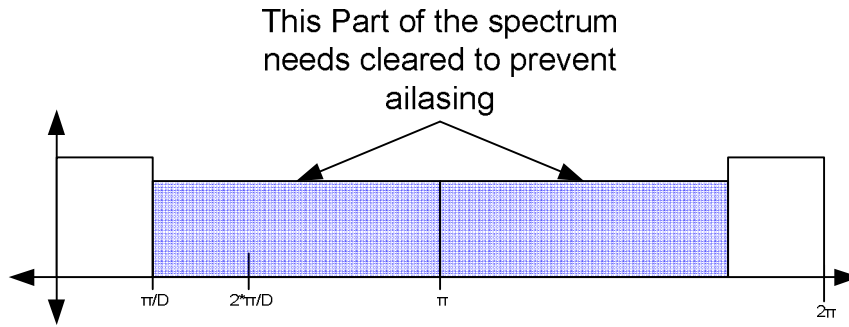 This Part of the spectrum
needs cleared to prevent
ailasing
π/D
2*π/D
π
2π